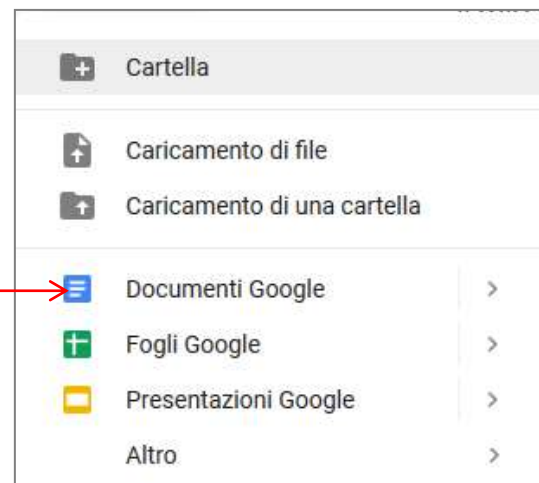 Cartella
Caricamento di file
Caricamento di una cartella
Documenti Google
Fogli Google
Presentazioni Google
Altro